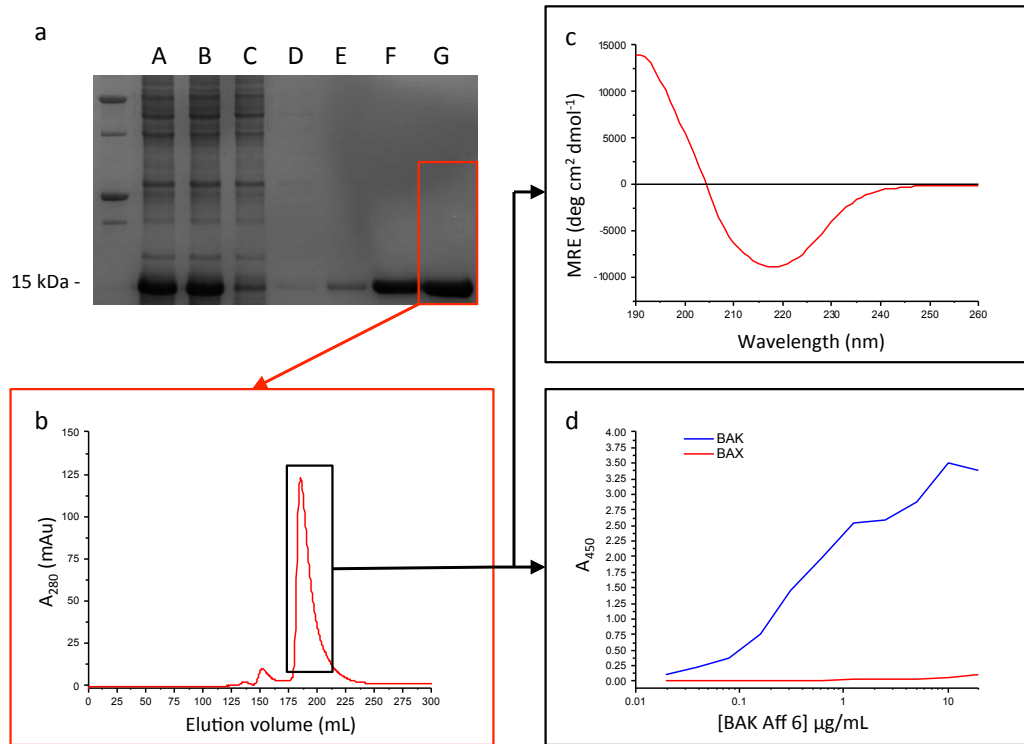 a
A B C D E F G
15 kDa -
c
MRE (deg cm² dmol⁻¹)
15000
10000
5000
0
-5000
-10000
190 200 210 220 230 240 250 260
Wavelength (nm)
b
A₂₈₀ (mAu)
150
125
100
75
50
25
0
0 25 50 75 100 125 150 175 200 225 250 275 300
Elution volume (mL)
d
BAK
BAX
A₄₅₀
4.00
3.75
3.50
3.25
3.00
2.75
2.50
2.25
2.00
1.75
1.50
1.25
1.00
0.75
0.50
0.25
0.00
0.01 0.1 1 10
[BAK Aff 6] µg/mL